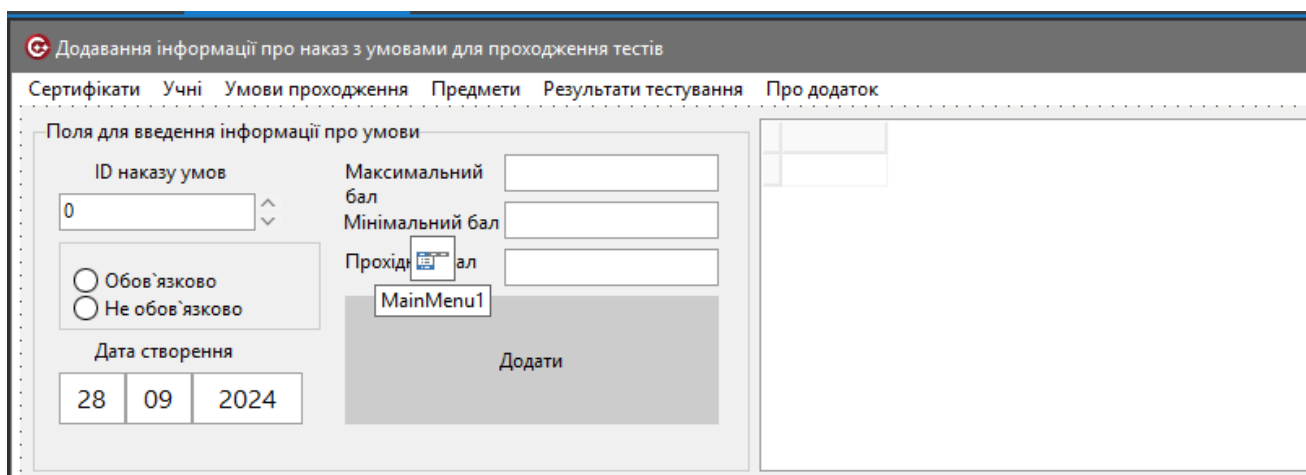 Додавання інформації про наказ з умовами для проходження тестів
Сертифікати Учні Умови проходження Предмети Результати тестування Про додаток
Поля для введення інформації про умови
ID наказу умов
0
Обов`язково
Не обов`язково
Дата створення
28 09 2024
Максимальний
бал
Мінімальний бал
MainMenu1
Додати